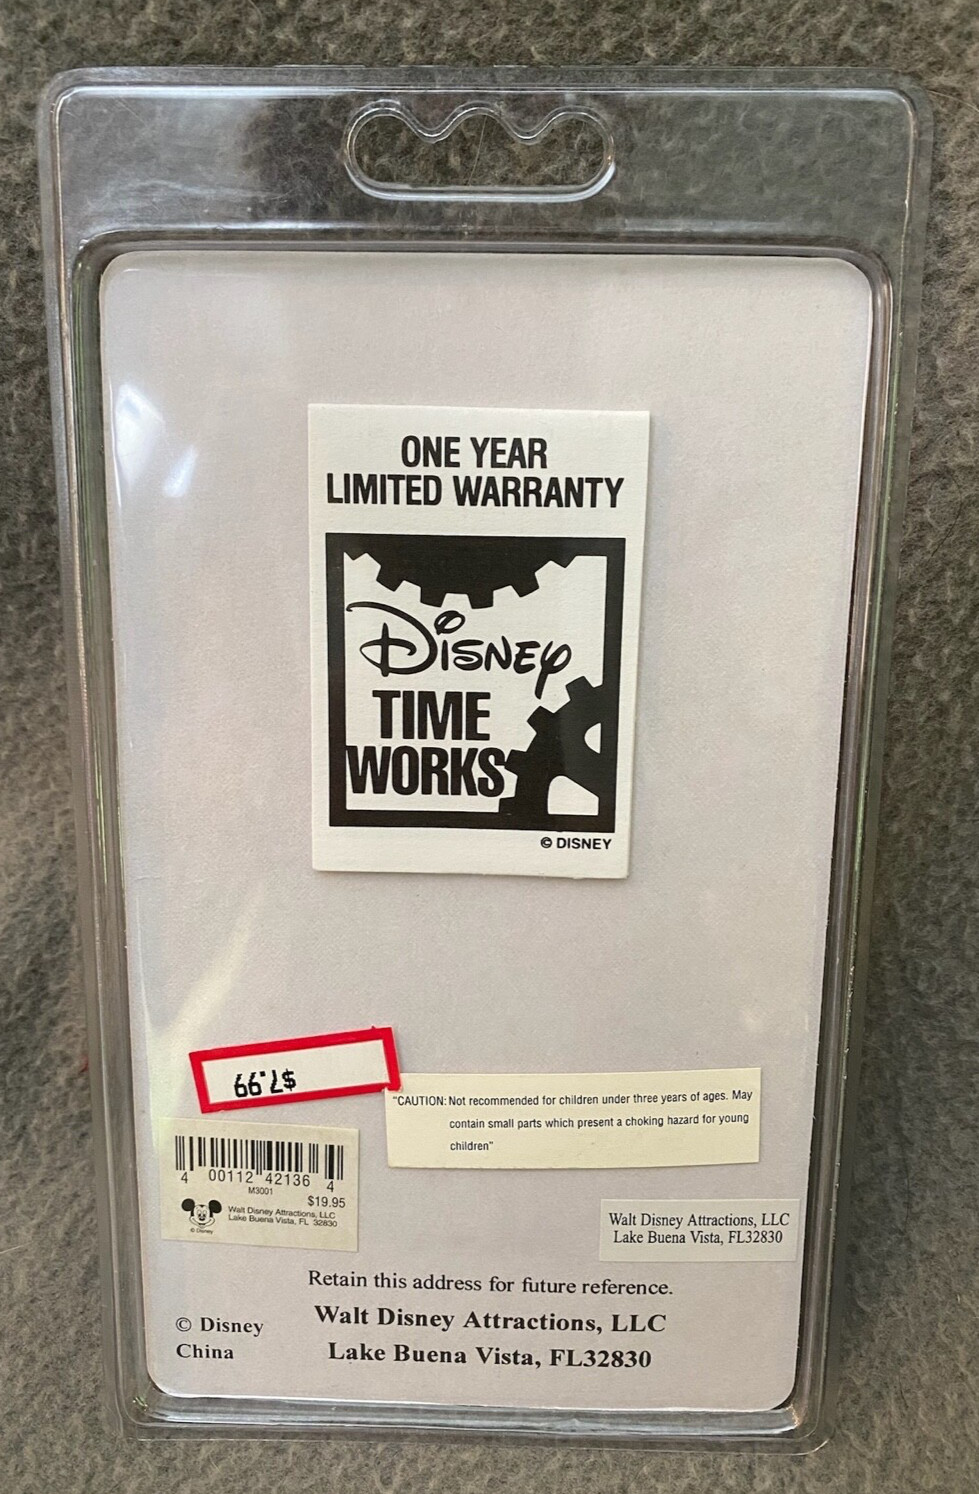 ONE YEAR
LIMITED WARRANTY
Disney
TIME
WORKS
© DISNEY
$7.99
"CAUTION: Not recommended for children under three years of ages. May
contain small parts which present a choking hazard for young
children"
4 00112 42136 4
M3001
$19.95
Walt Disney Attractions, LLC
Lake Buena Vista, FL 32830
© Disney
Walt Disney Attractions, LLC
Lake Buena Vista, FL32830
Retain this address for future reference.
© Disney
China
Walt Disney Attractions, LLC
Lake Buena Vista, FL32830